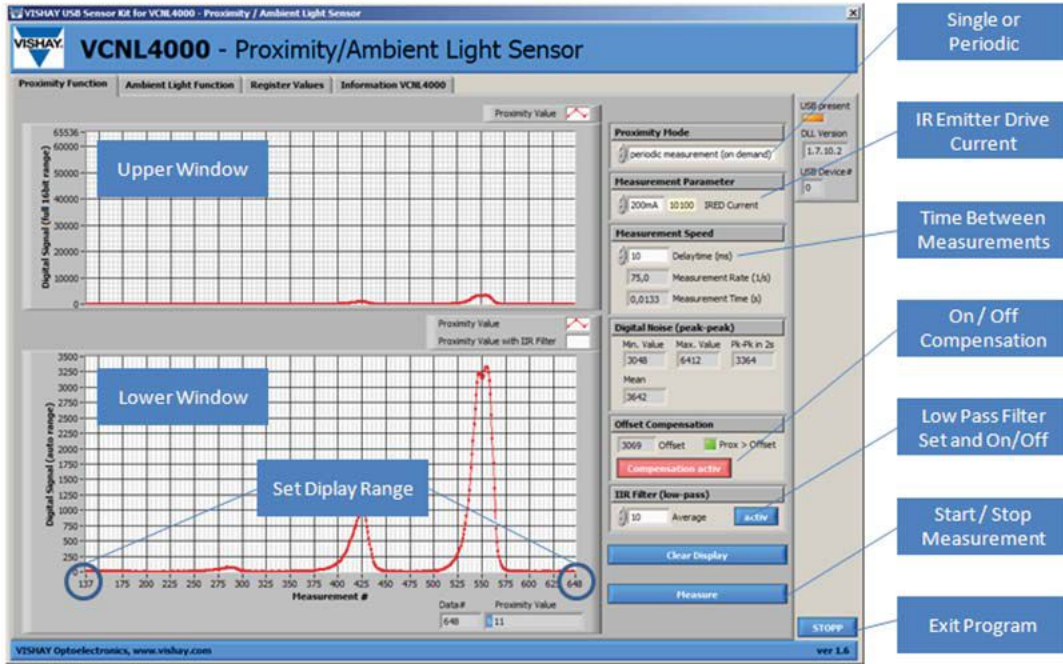 VISHAY USB Sensor Kit for VCNL4000 - Proximity / Ambient Light Sensor
VISHAY
VCNL4000 - Proximity/Ambient Light Sensor
Proximity Function
Ambient Light Function
Register Values
Information VCNL4000
Proximity Value
Digital Signal (full 16bit range)
65536
60000
50000
40000
30000
20000
10000
0
Upper Window
Proximity Value
Proximity Value with IIR Filter
Digital Signal (auto range)
3500
3250
3000
2750
2500
2250
2000
1750
1500
1250
1000
750
500
250
0
Lower Window
Set Diplay Range
137 175 200 225 250 275 300 325 350 375 400 425 450 475 500 525 550 575 600 625 648
Measurement #
Data# Proximity Value
648 11
Proximity Mode
periodic measurement (on demand)
Measurement Parameter
200mA 10100 IRED Current
Measurement Speed
10 Delaytime (ms)
75,0 Measurement Rate (1/s)
0,0133 Measurement Time (s)
Digital Noise (peak-peak)
Min. Value Max. Value Pk-Pk in 2s
3048 6412 3364
Mean
3642
Offset Compensation
3069 Offset Prox > Offset
Compensation activ
IIR Filter (low-pass)
10 Average activ
Clear Display
Measure
USB present
DLL Version
1.7.10.2
USB Device#
0
STOPP
VISHAY Optoelectronics, www.vishay.com
ver 1.6
Single or
Periodic
IR Emitter Drive
Current
Time Between
Measurements
On / Off
Compensation
Low Pass Filter
Set and On/Off
Start / Stop
Measurement
Exit Program